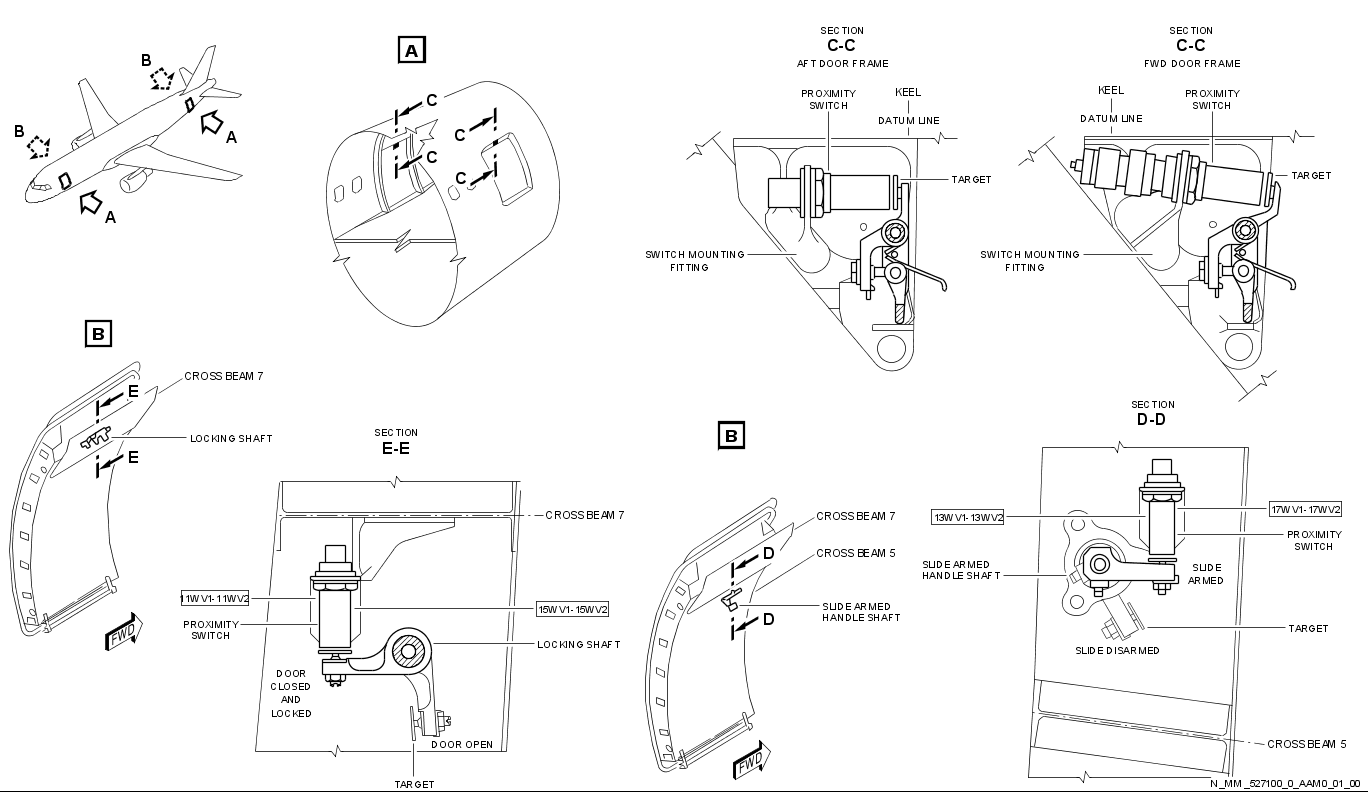 B
B
A
A
A
C
C
C
C
SECTION
C-C
AFT DOOR FRAME
PROXIMITY
SWITCH
KEEL
DATUM LINE
TARGET
SWITCH MOUNTING
FITTING
SECTION
C-C
FWD DOOR FRAME
KEEL
DATUM LINE
PROXIMITY
SWITCH
TARGET
SWITCH MOUNTING
FITTING
B
CROSS BEAM 7
E
LOCKING SHAFT
E
FWD
SECTION
E-E
CROSS BEAM 7
11WV1-11WV2
15WV1-15WV2
PROXIMITY
SWITCH
LOCKING SHAFT
DOOR
CLOSED
AND
LOCKED
DOOR OPEN
TARGET
B
CROSS BEAM 7
CROSS BEAM 5
D
SLIDE ARMED
HANDLE SHAFT
D
FWD
SECTION
D-D
13WV1-13WV2
17WV1-17WV2
PROXIMITY
SWITCH
SLIDE ARMED
HANDLE SHAFT
SLIDE
ARMED
TARGET
SLIDE DISARMED
CROSS BEAM 5
N_MM_527100_0_AAM0_01_00